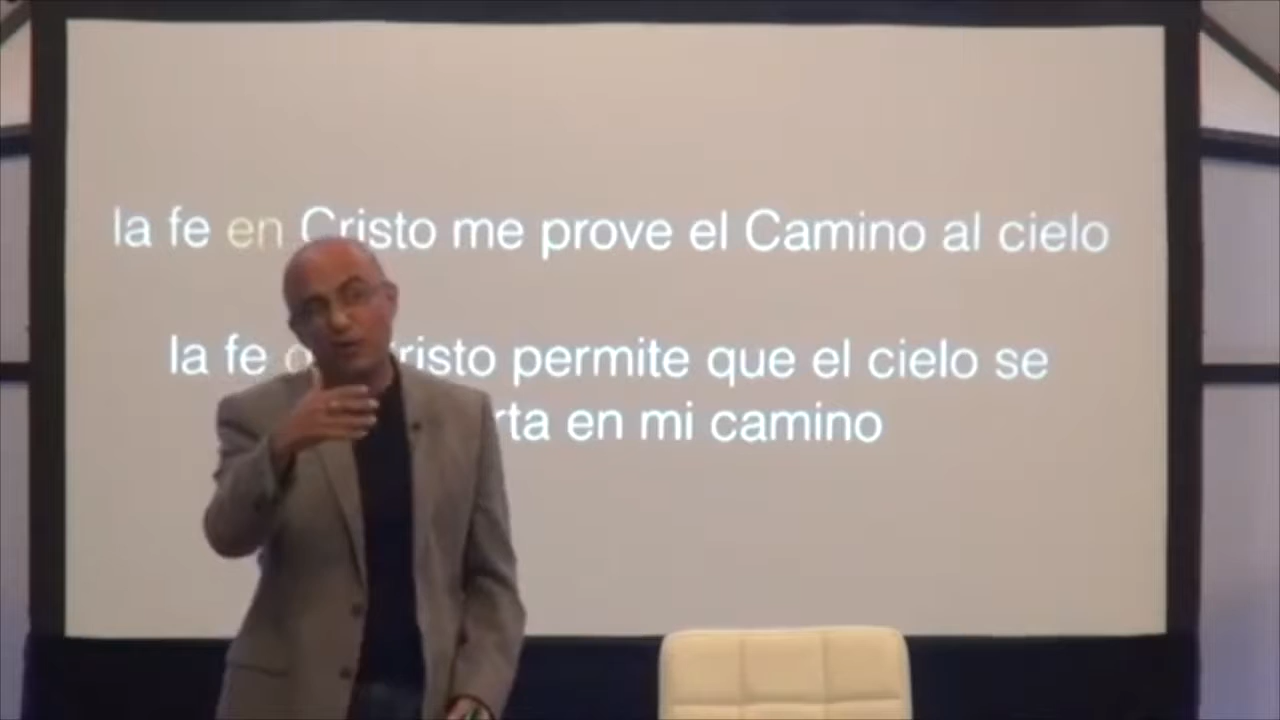 la fe en Cristo me prove el Camino al cielo
la fe Cristo permite que el cielo se
en mi camino